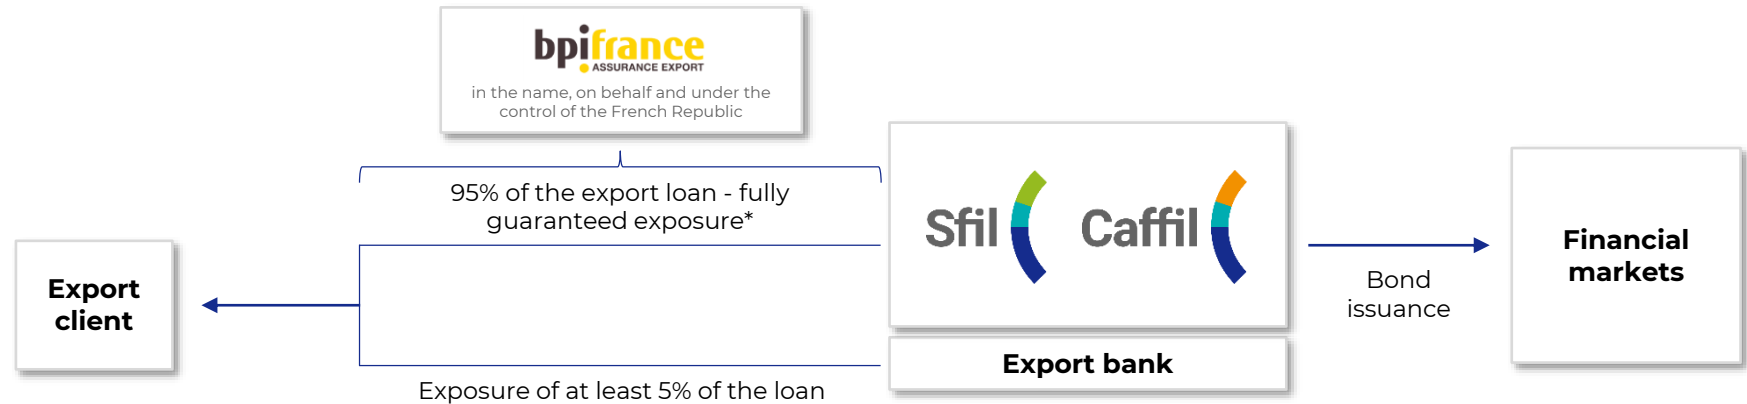 bpifrance
ASSURANCE EXPORT
in the name, on behalf and under the
control of the French Republic
95% of the export loan - fully
guaranteed exposure*
Export
client
Exposure of at least 5% of the loan
Sfil
Caffil
Export bank
Bond
issuance
Financial
markets